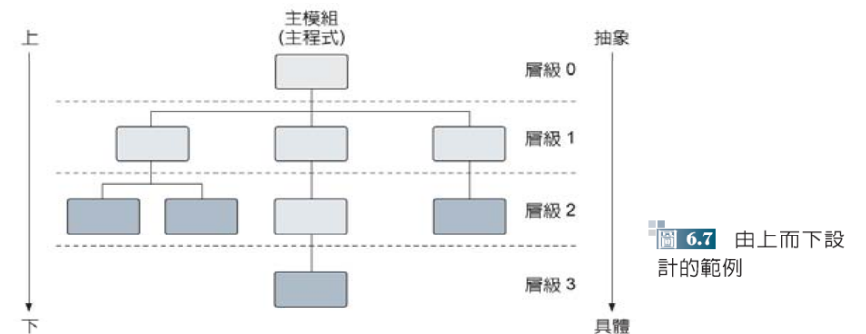 主模組
(主程式)
上
抽象
層級 0
層級 1
層級 2
層級 3
下
具體
圖 6.7 由上而下設
計的範例